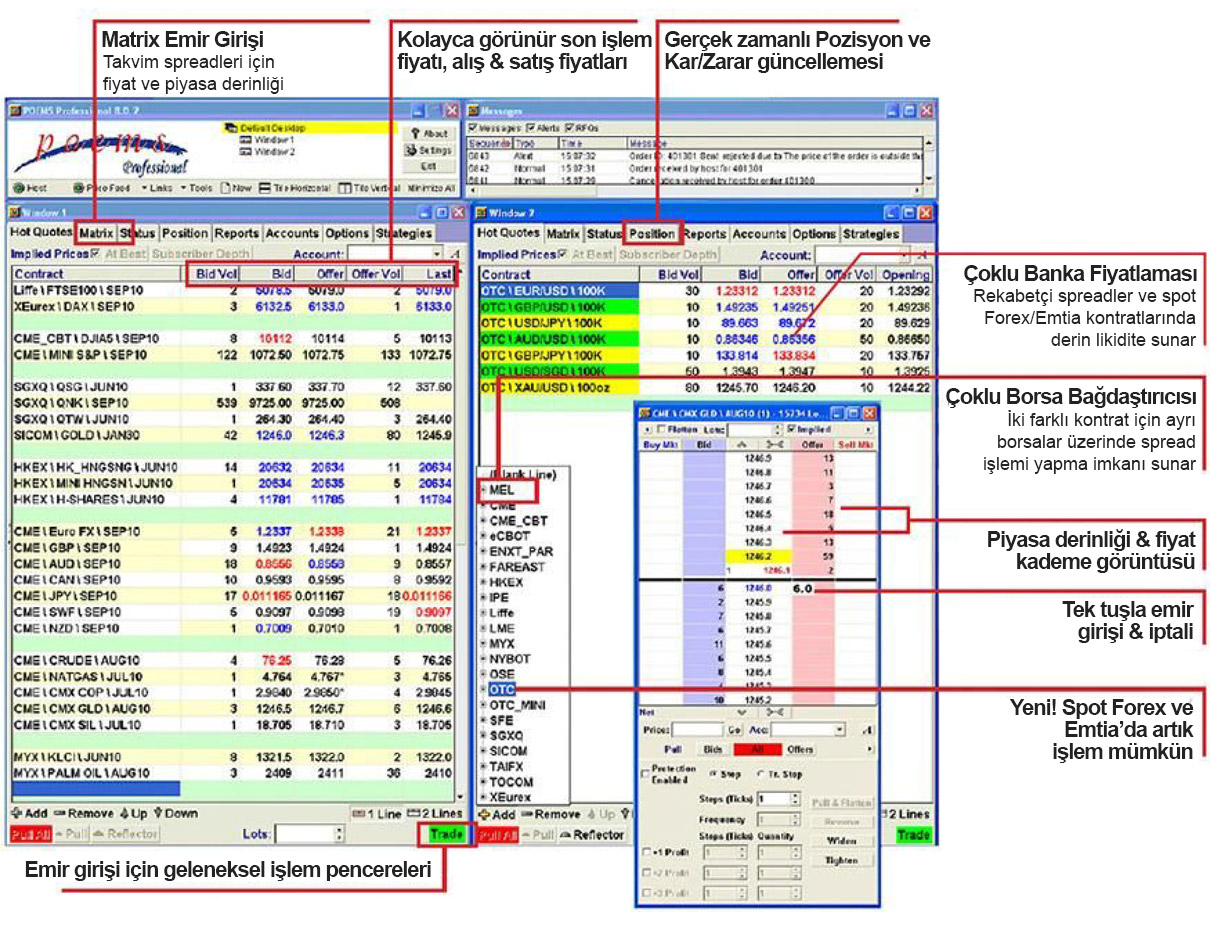 Matrix Emir Girişi
Takvim spreadleri için
fiyat ve piyasa derinliği
Kolayca görünür son işlem
fiyatı, alış & satış fiyatları
Gerçek zamanlı Pozisyon ve
Kar/Zarar güncellemesi
POEMS Professional 8.0.2
poems
Professional
Default Desktop
Window 1
Window 2
About
Settings
Exit
Host Price Feed Links Tools New Tile Horizontal Tile Vertical Minimize All
Messages
Messages Alerts RFQs
Sequence Type Time Message
0843 Alert 15:07:32 Order ID: 401301 Sent rejected due to The price of the order is outside the
0842 Normal 15:07:31 Order received by host for 401301
0841 Normal 15:07:29 Cancellation received by host for order 401300
Window 1
Hot Quotes Matrix Status Position Reports Accounts Options Strategies
Implied Prices At Best Subscriber Depth Account:
Contract Bid Vol Bid Offer Offer Vol Last
Liffe \ FTSE100 \ SEP10 2 5078.5 5079.0 2 5079.0
XEurex \ DAX \ SEP10 3 6132.5 6133.0 1 6133.0
CME_CBT \ DJIA5 \ SEP10 8 10112 10114 5 10113
CME \ MINI S&P \ SEP10 122 1072.50 1072.75 133 1072.75
SGXQ \ QSG \ JUN10 1 337.60 337.70 12 337.60
SGXQ \ QNK \ SEP10 539 9725.00 9725.00 508
SGXQ \ QTW \ JUN10 1 264.30 264.40 3 264.40
SICOM \ GOLD \ JAN30 42 1246.0 1246.3 80 1245.9
HKEX \ HK_HNGSNG \ JUN10 14 20632 20634 11 20634
HKEX \ MINI HNGSN \ JUN10 1 20634 20635 5 20634
HKEX \ H-SHARES \ JUN10 4 11781 11785 1 11784
CME \ Euro FX \ SEP10 5 1.2337 1.2338 21 1.2337
CME \ GBP \ SEP10 9 1.4923 1.4924 1 1.4924
CME \ AUD \ SEP10 18 0.8556 0.8558 9 0.8557
CME \ CAN \ SEP10 10 0.9593 0.9595 8 0.9592
CME \ JPY \ SEP10 17 0.011165 0.011167 18 0.011166
CME \ SWF \ SEP10 5 0.9097 0.9098 19 0.9097
CME \ NZD \ SEP10 1 0.7009 0.7010 1 0.7008
CME \ CRUDE \ AUG10 4 76.25 76.28 5 76.26
CME \ NATGAS \ JUL10 1 4.764 4.767* 3 4.765
CME \ CMX COP \ JUL10 1 2.9840 2.9850* 4 2.9845
CME \ CMX GLD \ AUG10 3 1246.5 1246.7 6 1246.6
CME \ CMX SIL \ JUL10 1 18.705 18.710 3 18.705
MYX \ KLCI \ JUN10 8 1321.5 1322.0 2 1322.0
MYX \ PALM OIL \ AUG10 3 2409 2411 36 2410
Add Remove Up Down 1 Line 2 Lines
Pull All Pull Reflector Lots: Trade
Emir girişi için geleneksel işlem pencereleri
Window 2
Hot Quotes Matrix Status Position Reports Accounts Options Strategies
Implied Prices At Best Subscriber Depth Account:
Contract Bid Vol Bid Offer Offer Vol Opening
OTC \ EUR/USD \ 100K 30 1.23312 1.23312 20 1.23292
OTC \ GBP/USD \ 100K 10 1.49235 1.49251 20 1.49236
OTC \ USD/JPY \ 100K 10 89.663 89.672 20 89.629
OTC \ AUD/USD \ 100K 10 0.86346 0.86356 50 0.86650
OTC \ GBP/JPY \ 100K 10 133.814 133.834 20 133.757
OTC \ USD/SGD \ 100K 50 1.3943 1.3947 10 1.3925
OTC \ XAU/USD \ 100oz 80 1245.70 1246.20 10 1244.22
(Blank Line)
MEL
CME
CME_CBT
eCBOT
ENXT_PAR
FAREAST
HKEX
IPE
Liffe
LME
MYX
NYBOT
OSE
OTC
OTC_MINI
SFE
SGXQ
SICOM
TAIFX
TOCOM
XEurex
Add Remove Up 2 Lines
Pull All Pull Reflector Trade
CME \ CMX GLD \ AUG10 (1) - 15234 Le...
Flatten Lots: Implied
Buy Mkt Bid Offer Sell Mkt
1246.9 13
1246.8 11
1246.7 3
1246.6 7
1246.5 18
1246.4 5
1246.3 13
1246.2 59
1 1246.1 2
6 1246.0 6.0
2 1245.9
7 1245.8
6 1245.7
11 1245.6
6 1245.5
8 1245.4
1245.3
10 1245.2
Net
Price: Go Acc:
Pull Bids All Offers
Protection Enabled Stop Tr. Stop
Steps (Ticks) 1 Pull & Flatten
Frequency 1 Reverse
Steps (Ticks) Quantity Widen
+1 Profit 1 1 Tighten
+2 Profit 1 1
+3 Profit 1 1
Çoklu Banka Fiyatlaması
Rekabetçi spreadler ve spot
Forex/Emtia kontratlarında
derin likidite sunar
Çoklu Borsa Bağdaştırıcısı
İki farklı kontrat için ayrı
borsalar üzerinde spread
işlemi yapma imkanı sunar
Piyasa derinliği & fiyat
kademe görüntüsü
Tek tuşla emir
girişi & iptali
Yeni! Spot Forex ve
Emtia’da artık
işlem mümkün